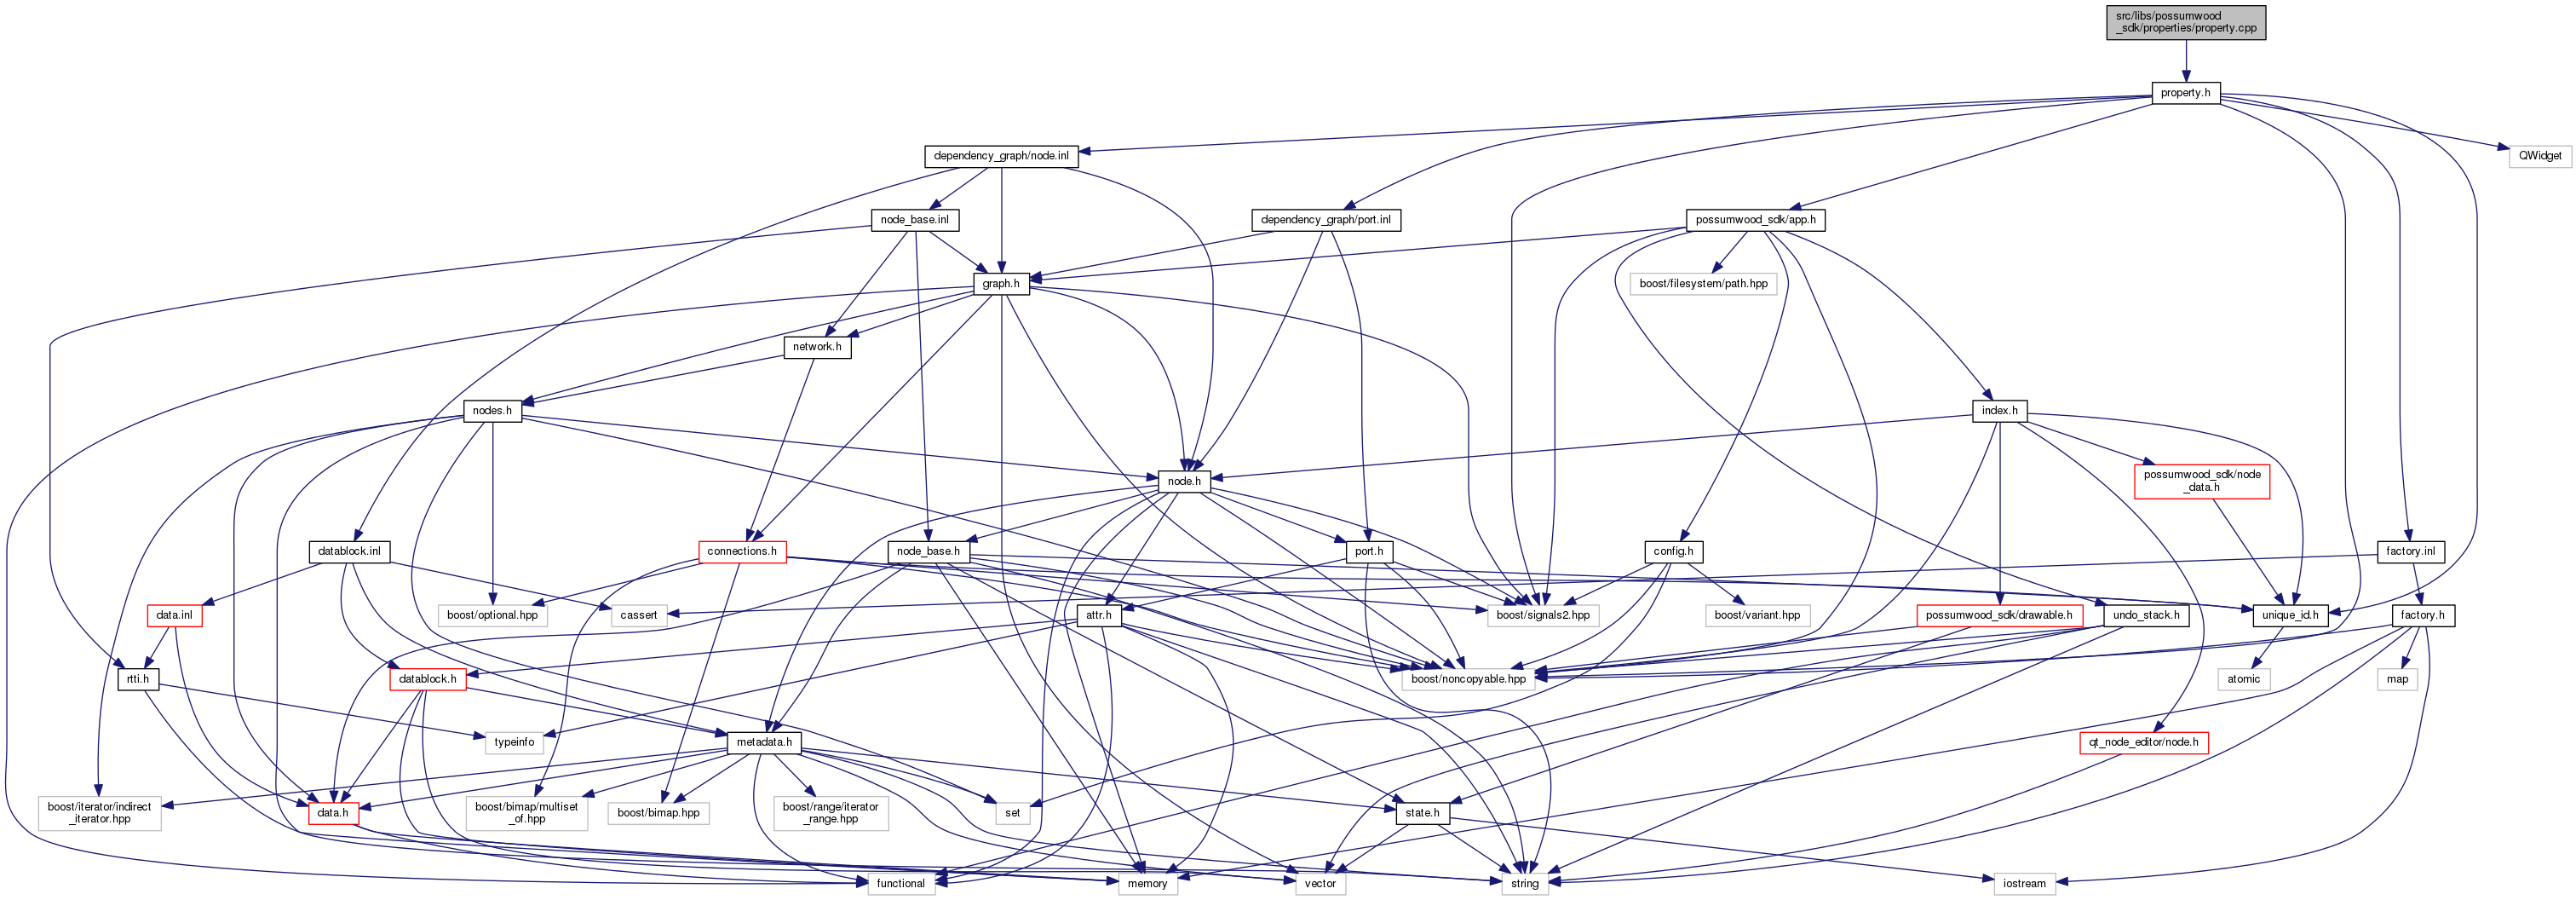 src/libs/possumwood
_sdk/properties/property.cpp
property.h
dependency_graph/node.inl
QWidget
node_base.inl
dependency_graph/port.inl
possumwood_sdk/app.h
graph.h
boost/filesystem/path.hpp
network.h
nodes.h
index.h
node.h
possumwood_sdk/node
_data.h
datablock.inl
connections.h
node_base.h
port.h
config.h
factory.inl
data.inl
boost/optional.hpp
cassert
attr.h
boost/signals2.hpp
boost/variant.hpp
possumwood_sdk/drawable.h
undo_stack.h
unique_id.h
factory.h
rtti.h
datablock.h
boost/noncopyable.hpp
atomic
map
typeinfo
metadata.h
qt_node_editor/node.h
boost/iterator/indirect
_iterator.hpp
data.h
boost/bimap/multiset
_of.hpp
boost/bimap.hpp
boost/range/iterator
_range.hpp
set
state.h
functional
memory
vector
string
iostream